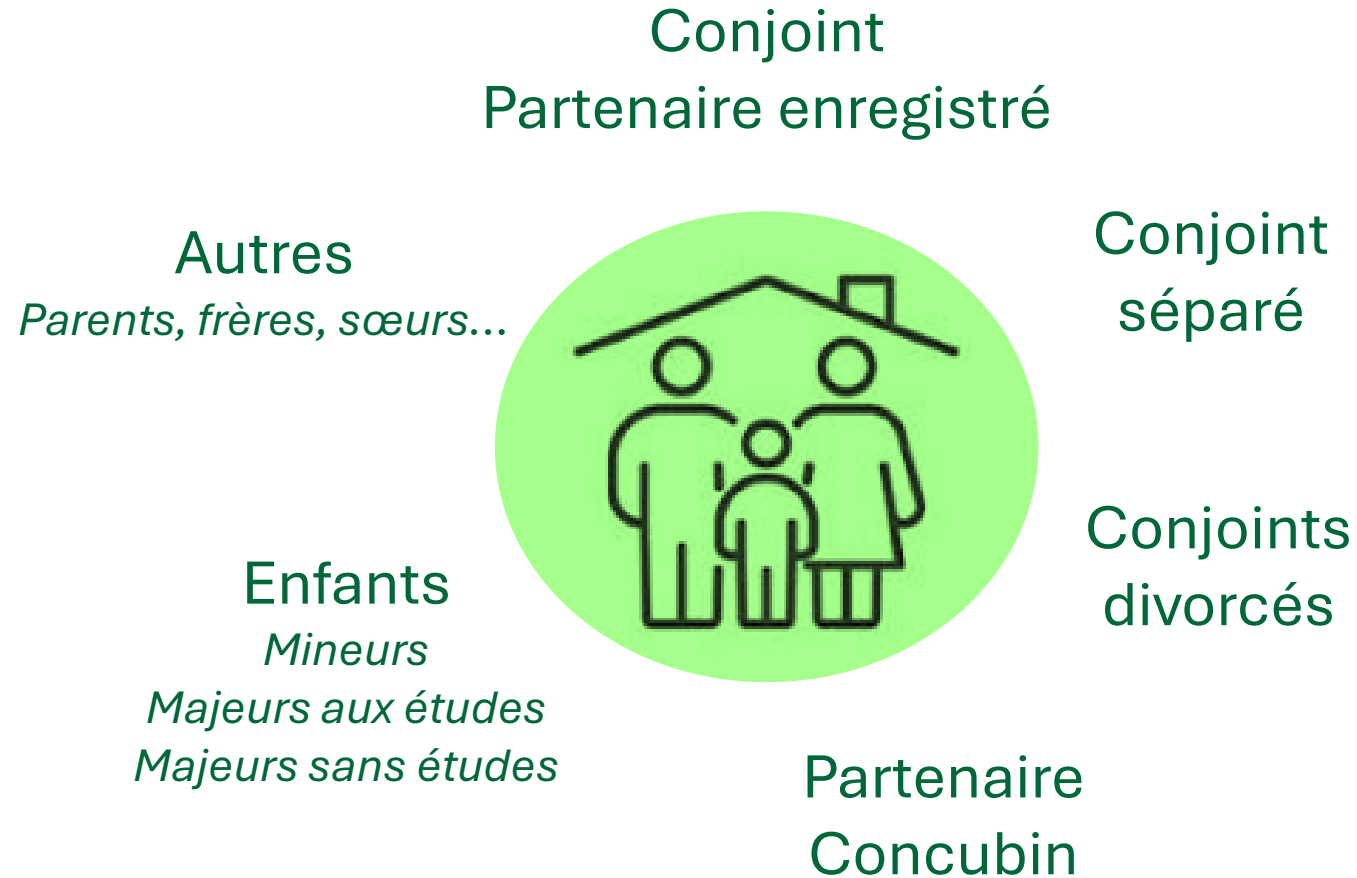 Conjoint
Partenaire enregistré
Autres
Parents, frères, sœurs...
Conjoint
séparé
Conjoints
divorcés
Enfants
Mineurs
Majeurs aux études
Majeurs sans études
Partenaire
Concubin